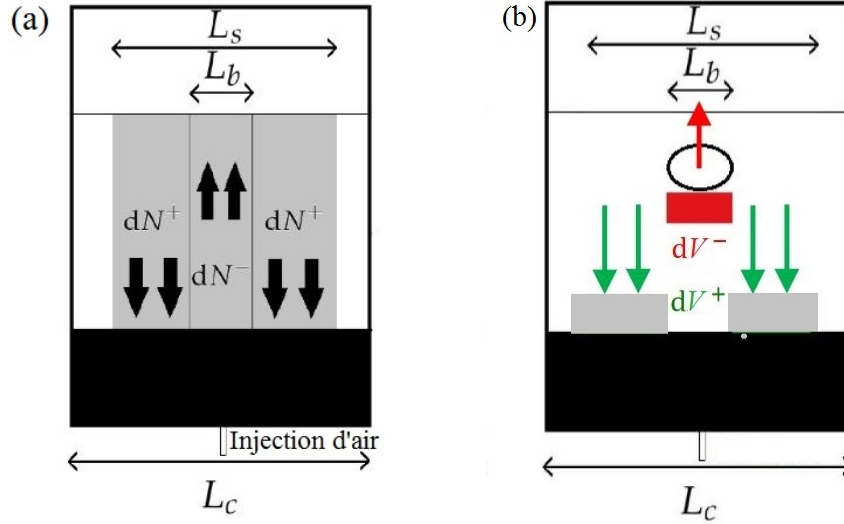 (a)
L_s
L_b
dN⁺
dN⁺
dN⁻
Injection d'air
L_c
(b)
L_s
L_b
dV⁻
dV⁺
L_c